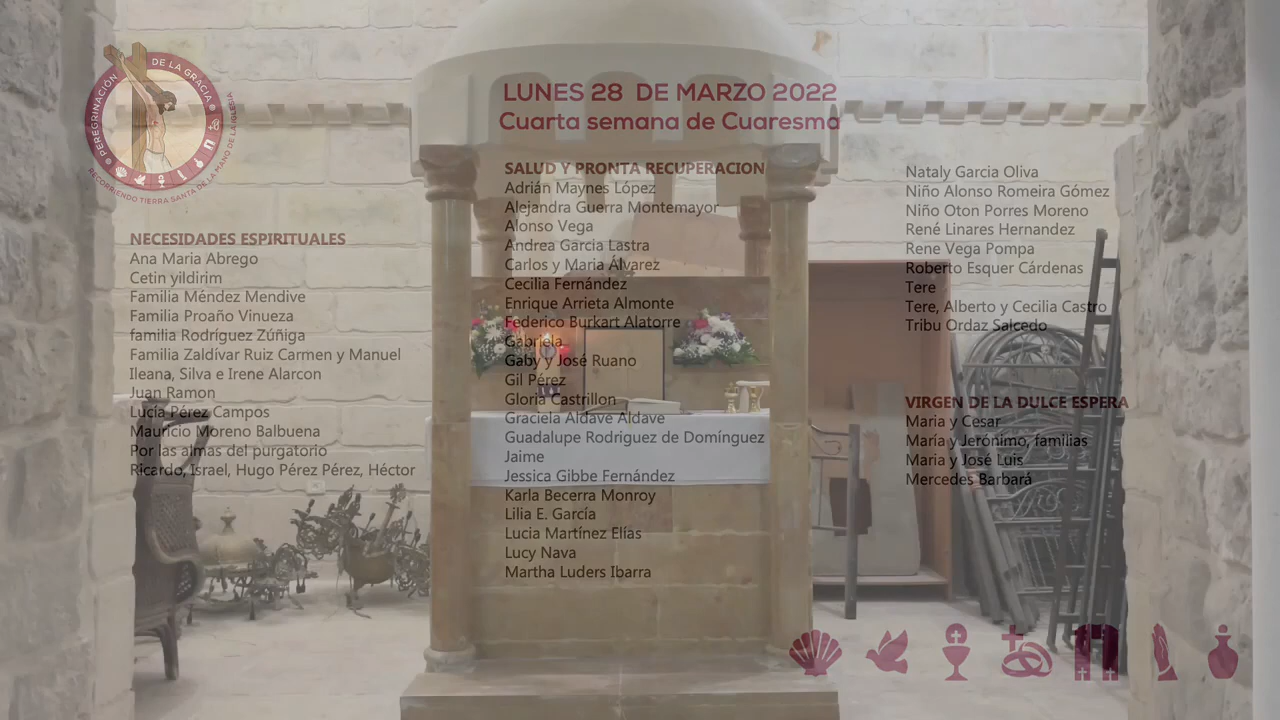 PEREGRINACIÓN DE LA GRACIA
RECORRIENDO TIERRA SANTA DE LA MANO DE LA IGLESIA
LUNES 28 DE MARZO 2022
Cuarta semana de Cuaresma
NECESIDADES ESPIRITUALES
Ana Maria Abrego
Cetin yildirim
Familia Méndez Mendive
Familia Proaño Vinueza
familia Rodríguez Zúñiga
Familia Zaldívar Ruiz Carmen y Manuel
Ileana, Silva e Irene Alarcon
Juan Ramon
Lucía Pérez Campos
Mauricio Moreno Balbuena
Por las almas del purgatorio
Ricardo, Israel, Hugo Pérez Pérez, Héctor
SALUD Y PRONTA RECUPERACION
Adrián Maynes López
Alejandra Guerra Montemayor
Alonso Vega
Andrea Garcia Lastra
Carlos y Maria Álvarez
Cecilia Fernández
Enrique Arrieta Almonte
Federico Burkart Alatorre
Gabriela
Gaby y José Ruano
Gil Pérez
Gloria Castrillon
Graciela Aldave Aldave
Guadalupe Rodriguez de Domínguez
Jaime
Jessica Gibbe Fernández
Karla Becerra Monroy
Lilia E. García
Lucia Martínez Elías
Lucy Nava
Martha Luders Ibarra
Nataly Garcia Oliva
Niño Alonso Romeira Gómez
Niño Oton Porres Moreno
René Linares Hernandez
Rene Vega Pompa
Roberto Esquer Cárdenas
Tere
Tere, Alberto y Cecilia Castro
Tribu Ordaz Salcedo
VIRGEN DE LA DULCE ESPERA
Maria y Cesar
María y Jerónimo, familias
Maria y José Luis
Mercedes Barbará